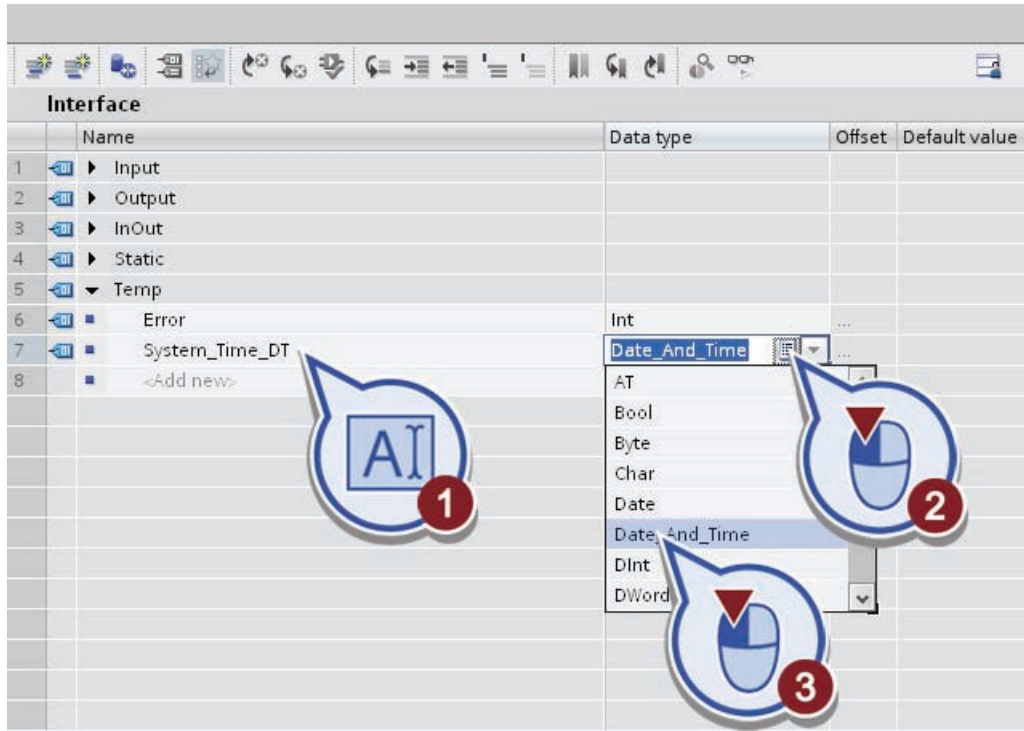 Interface
Name Data type Offset Default value
1 Input
2 Output
3 InOut
4 Static
5 Temp
6 Error Int ...
7 System_Time_DT Date_And_Time ...
8 <Add new>
AT
Bool
Byte
Char
Date
Date_And_Time
DInt
DWord
A
1
2
3